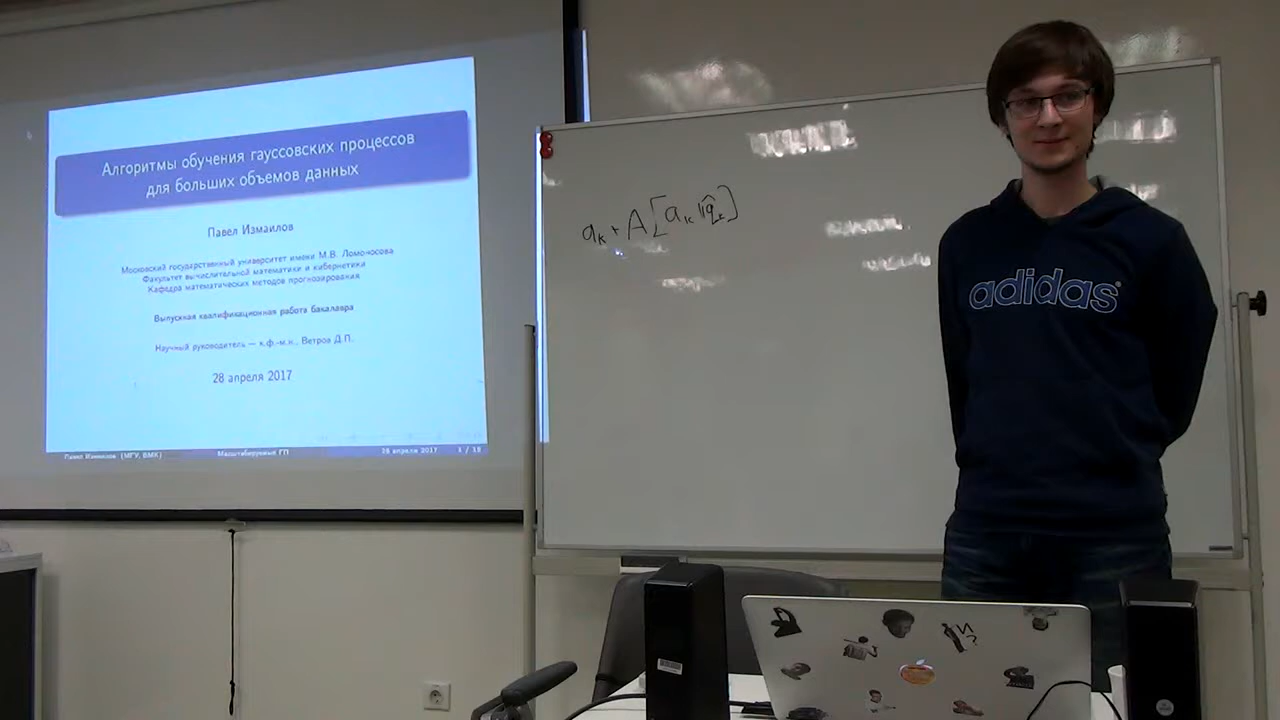 Алгоритмы обучения гауссовских процессов
для больших объемов данных
Павел Измаилов
Московский государственный университет имени М.В. Ломоносова
Факультет вычислительной математики и кибернетики
Кафедра математических методов прогнозирования
Выпускная квалификационная работа бакалавра
Научный руководитель — к.ф.-м.н., Ветров Д.П.
28 апреля 2017
Павел Измаилов (МГУ, ВМК) Масштабируемые ГП 28 апреля 2017 1 / 18
adidas